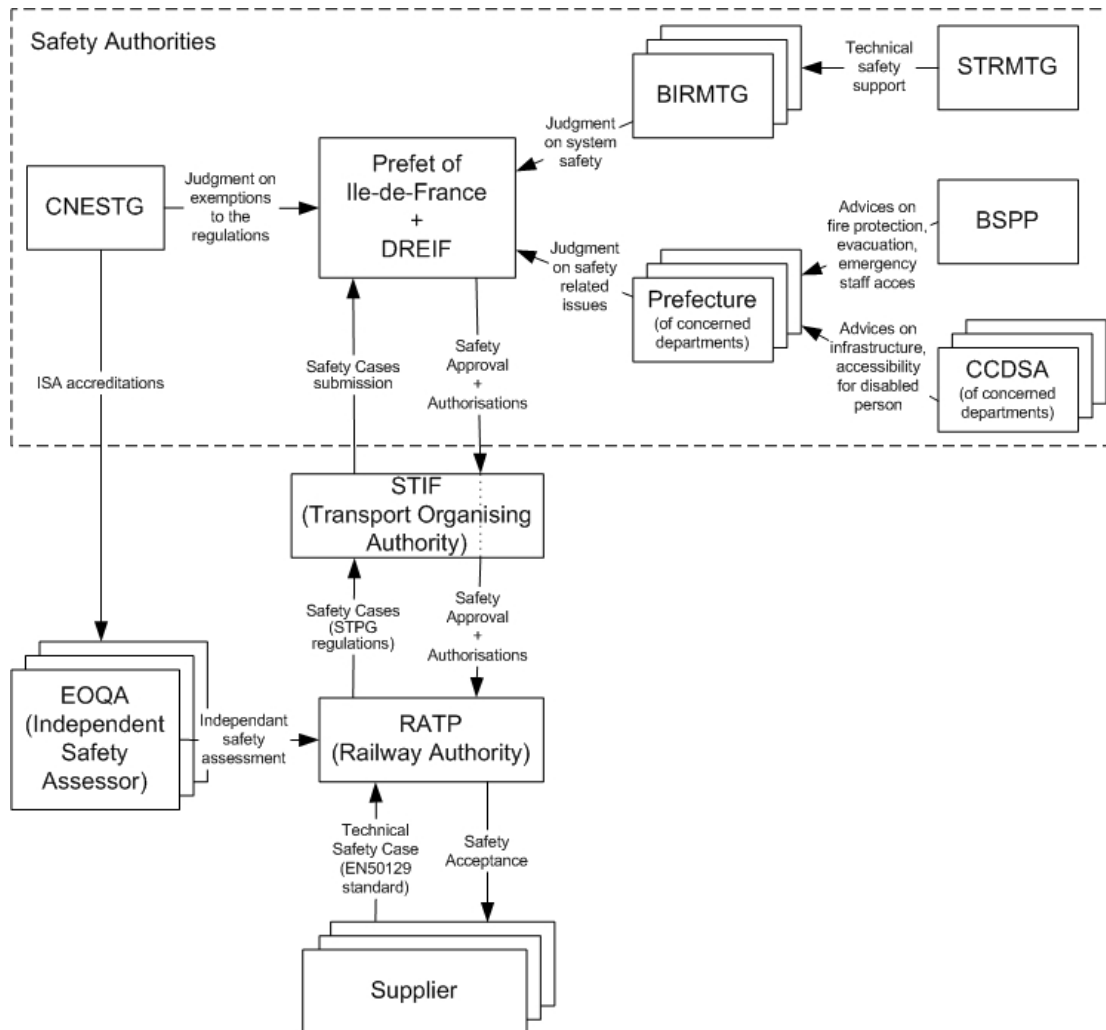 Safety Authorities
BIRMTG
Technical
safety
support
STRMTG
Judgment
on system
safety
CNESTG
Judgment on
exemptions
to the
regulations
Prefet of
Ile-de-France
+
DREIF
Judgment
on safety
related
issues
Prefecture
(of concerned
departments)
Advices on
fire protection,
evacuation,
emergency
staff acces
BSPP
Advices on
infrastructure,
accessibility
for disabled
person
CCDSA
(of concerned
departments)
ISA accreditations
Safety Cases
submission
Safety
Approval
+
Authorisations
STIF
(Transport Organising
Authority)
Safety Cases
(STPG
regulations)
Safety
Approval
+
Authorisations
EOQA
(Independent
Safety
Assessor)
Independant
safety
assessment
RATP
(Railway Authority)
Technical
Safety Case
(EN50129
standard)
Safety
Acceptance
Supplier